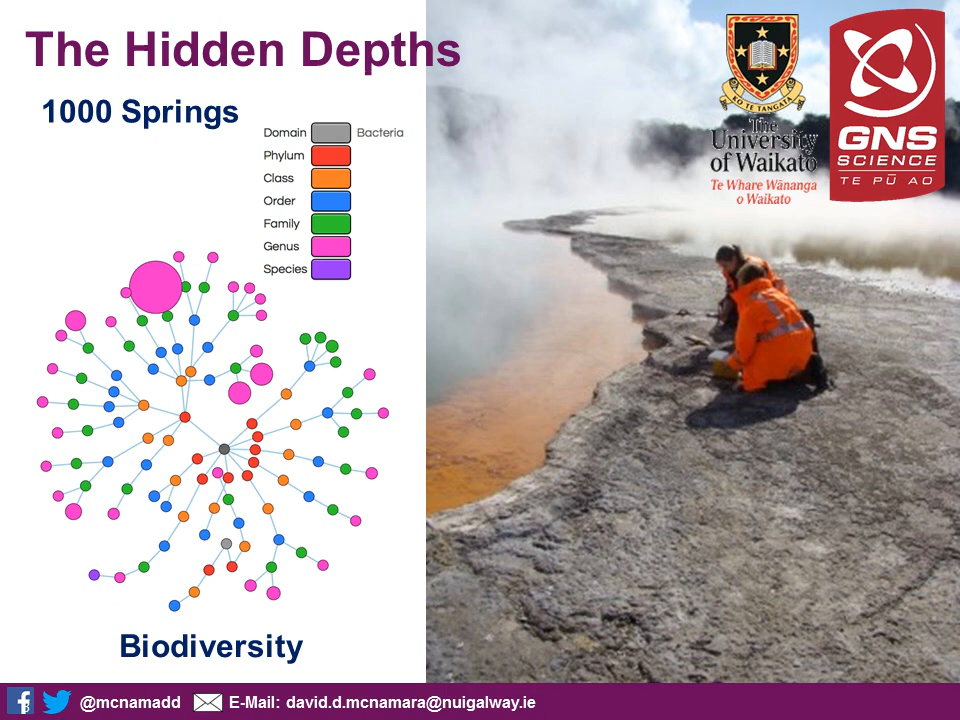 The Hidden Depths
1000 Springs
Domain Bacteria
Phylum
Class
Order
Family
Genus
Species
Biodiversity
KO TE TANGATA
The
University
of Waikato
Te Whare Wānanga
o Waikato
GNS
SCIENCE
TE PŪ AO
@mcnamadd E-Mail: david.d.mcnamara@nuigalway.ie